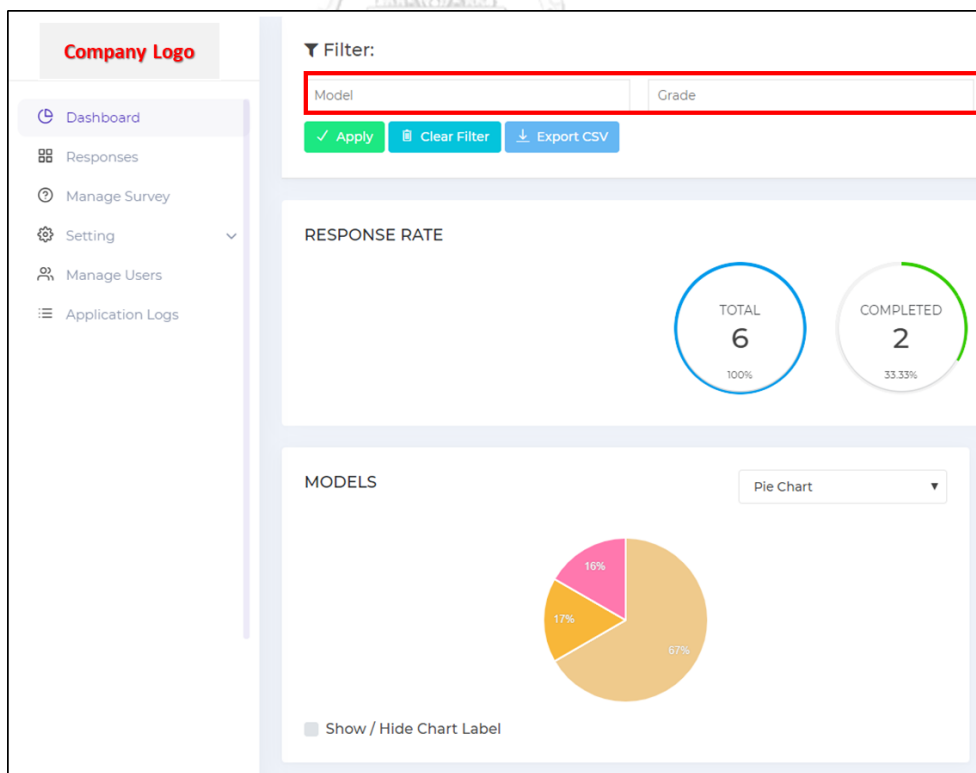 Company Logo
Dashboard
Responses
Manage Survey
Setting
Manage Users
Application Logs
Filter:
Model Grade
Apply Clear Filter Export CSV
RESPONSE RATE
TOTAL
6
100%
COMPLETED
2
33.33%
MODELS
Pie Chart
16%
17%
67%
Show / Hide Chart Label